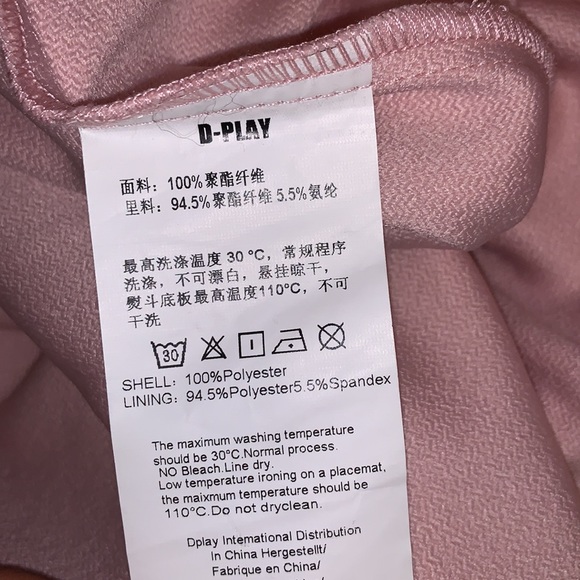 D-PLAY
面料：100%聚酯纤维
里料：94.5%聚酯纤维 5.5%氨纶
最高洗涤温度 30 °C，常规程序
洗涤，不可漂白，悬挂晾干，
熨斗底板最高温度110°C，不可
干洗
30
SHELL：100%Polyester
LINING：94.5%Polyester5.5%Spandex
The maximum washing temperature
should be 30°C.Normal process.
NO Bleach.Line dry.
Low temperature ironing on a placemat,
the maiximum temperature should be
110°C.Do not dryclean.
Dplay International Distribution
In China Hergestellt/
Fabrique en China/